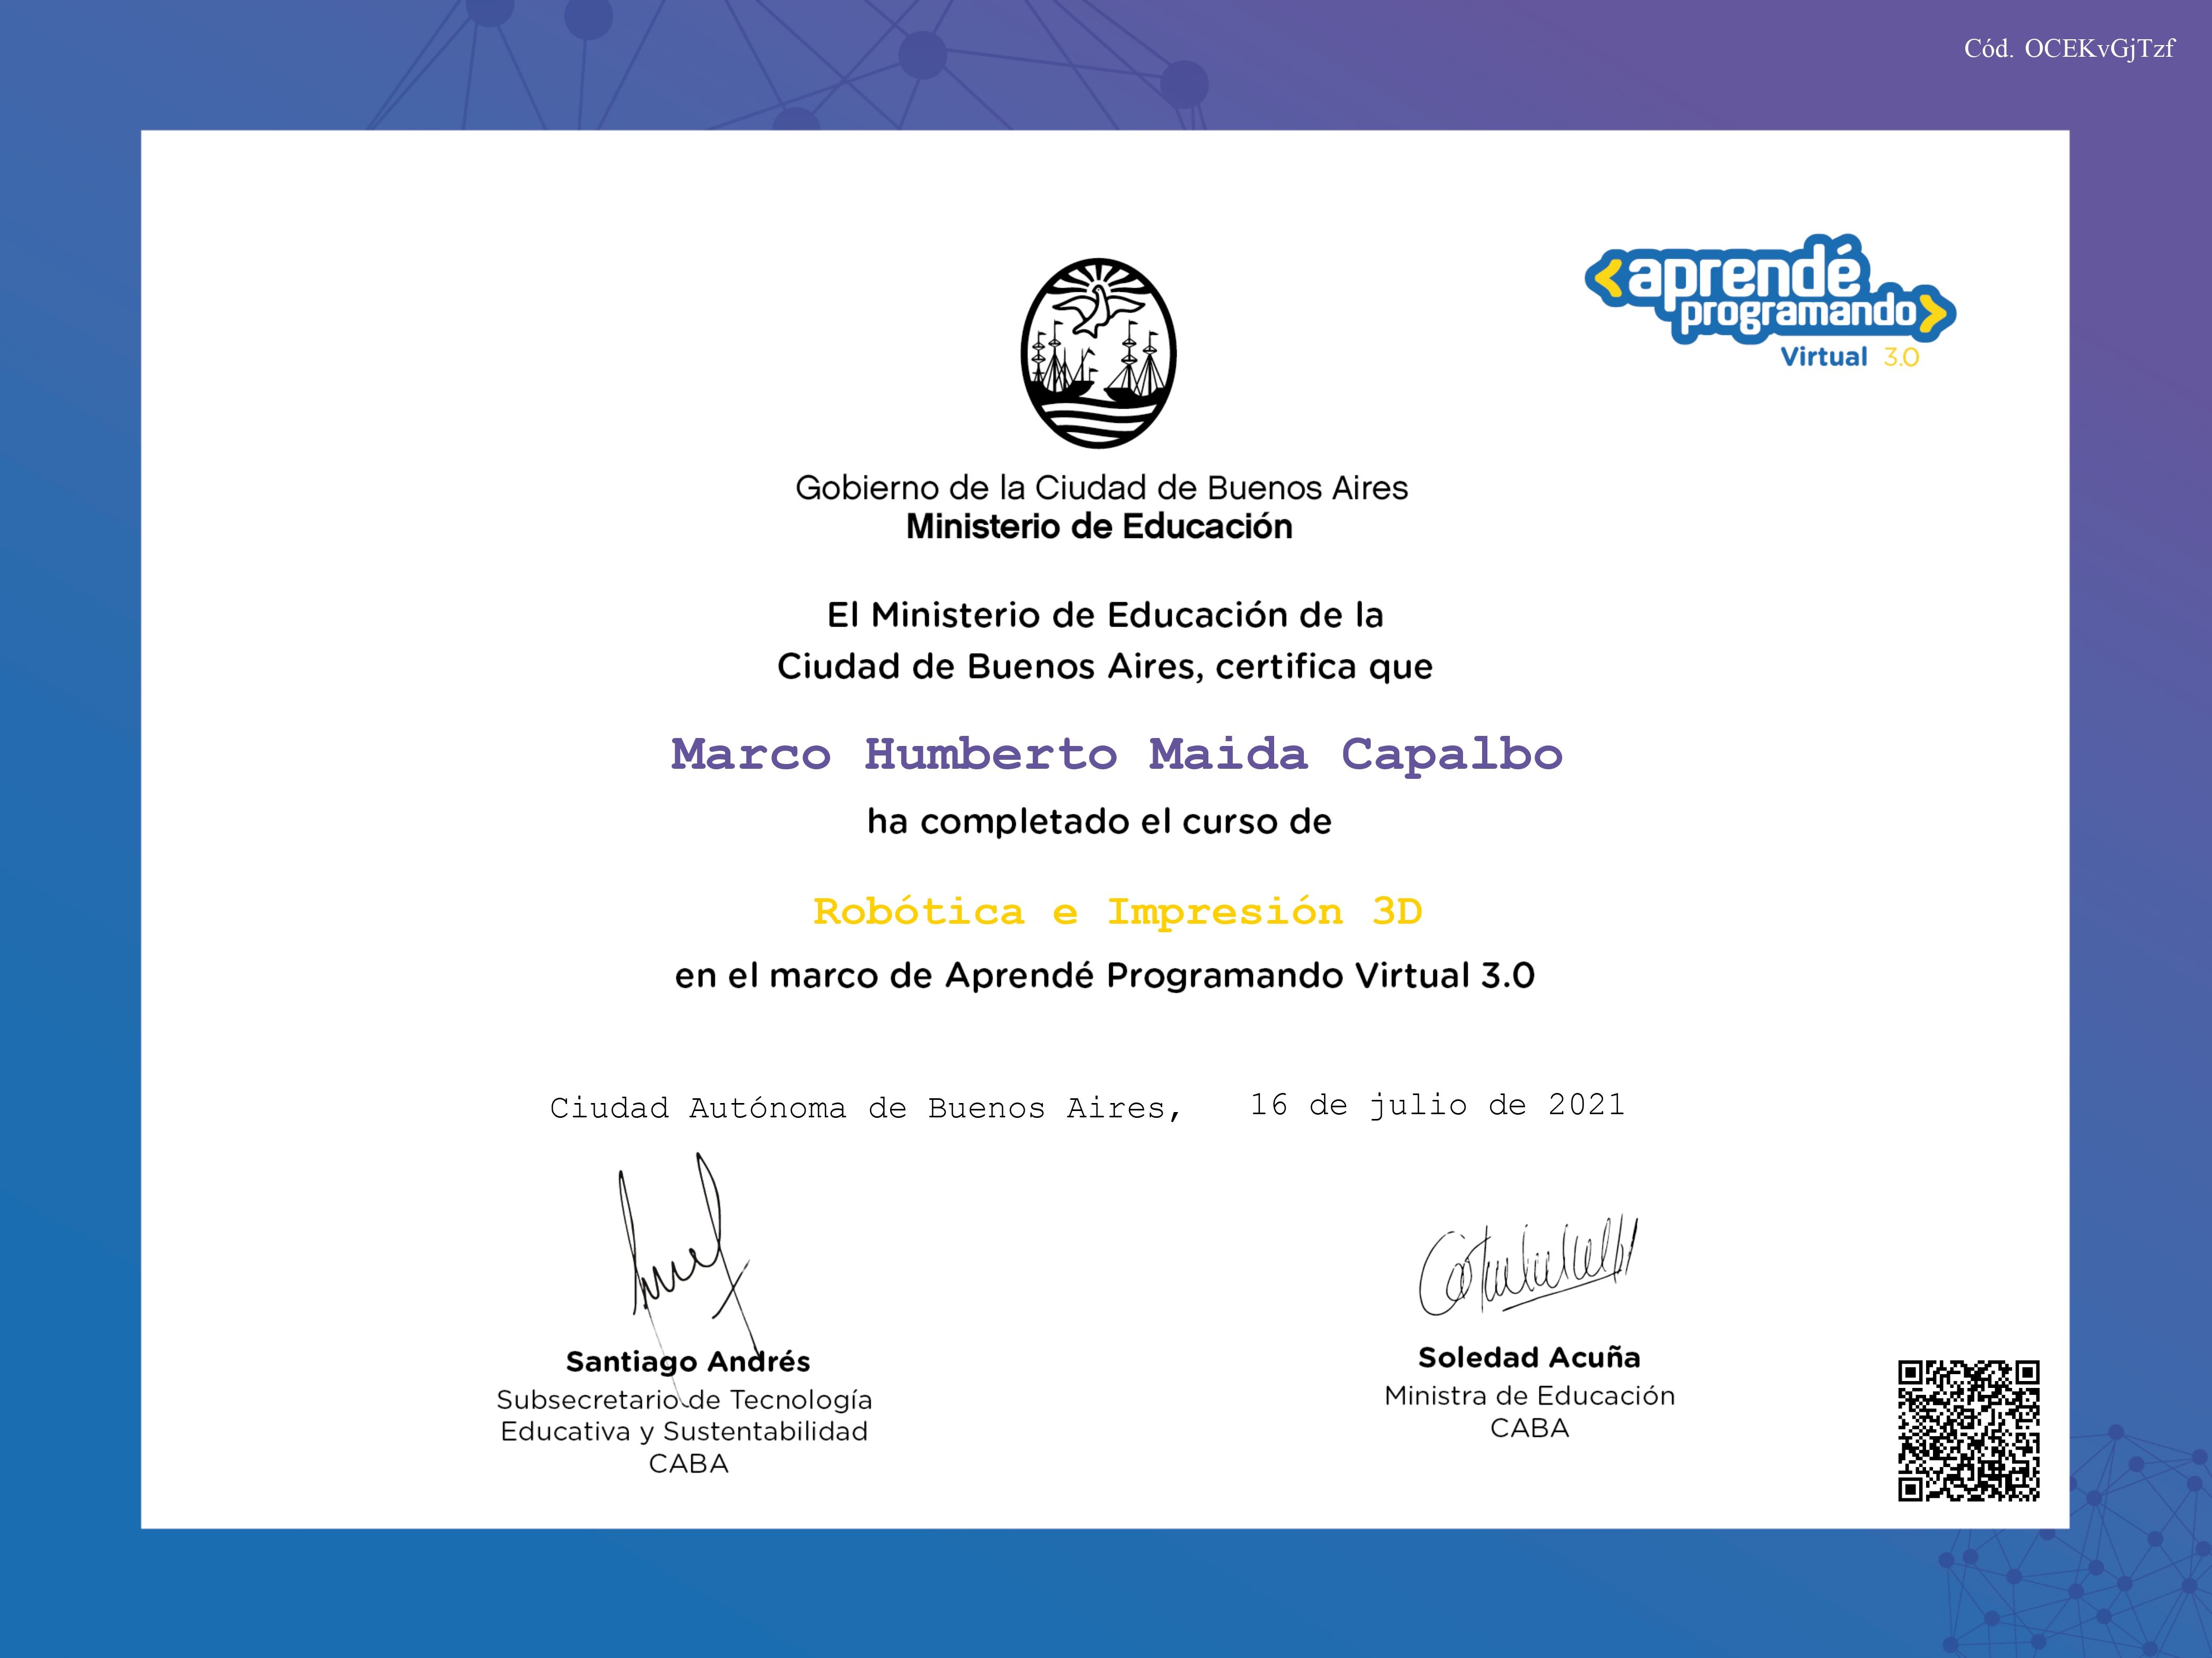 Cód. OCEKvGjTzf
<aprendé
programando>
Virtual 3.0
Gobierno de la Ciudad de Buenos Aires
Ministerio de Educación
El Ministerio de Educación de la
Ciudad de Buenos Aires, certifica que
Marco Humberto Maida Capalbo
ha completado el curso de
Robótica e Impresión 3D
en el marco de Aprendé Programando Virtual 3.0
Ciudad Autónoma de Buenos Aires, 16 de julio de 2021
Santiago Andrés
Subsecretario de Tecnología
Educativa y Sustentabilidad
CABA
Soledad Acuña
Ministra de Educación
CABA